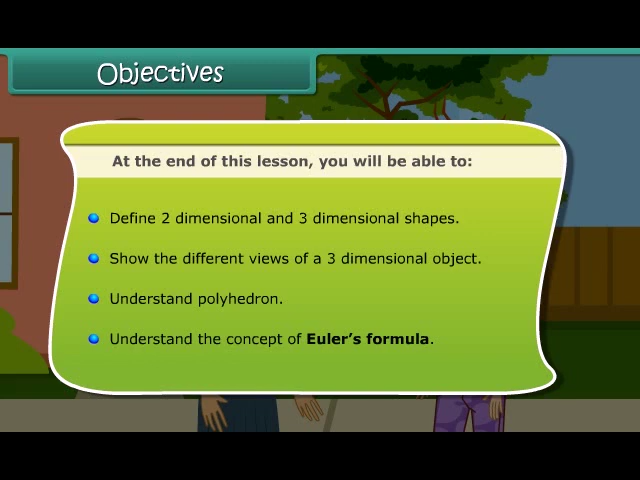 Objectives
At the end of this lesson, you will be able to:
Define 2 dimensional and 3 dimensional shapes.
Show the different views of a 3 dimensional object.
Understand polyhedron.
Understand the concept of Euler's formula.